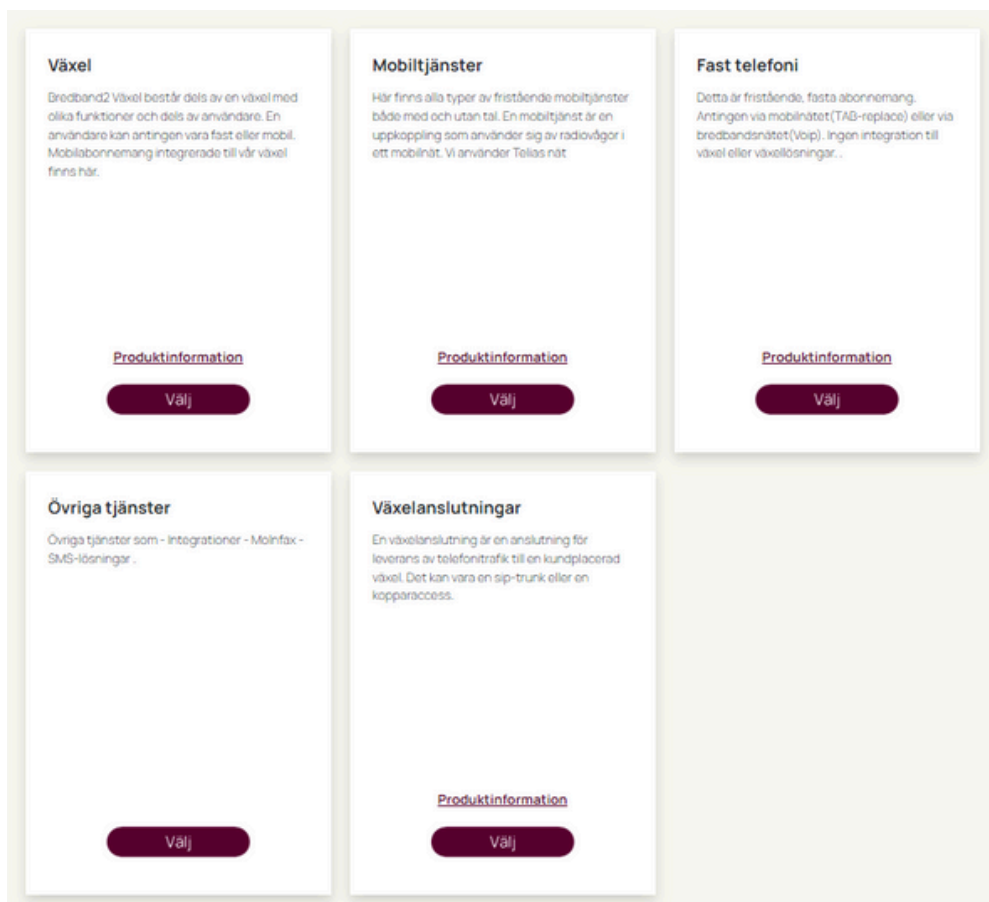 Växel
Bredband2 Växel består dels av en växel med
olika funktioner och dels av användare. En
användare kan antingen vara fast eller mobil.
Mobilabonnemang integrerade till vår växel
finns här.
Produktinformation
Välj
Mobiltjänster
Här finns alla typer av fristående mobiltjänster
både med och utan tal. En mobiltjänst är en
uppkoppling som använder sig av radiovågor i
ett mobilnät. Vi använder Telias nät
Produktinformation
Välj
Fast telefoni
Detta är fristående, fasta abonnemang.
Antingen via mobilnätet(TAB-replace) eller via
bredbandsnätet(Voip). Ingen integration till
växel eller växellösningar. .
Produktinformation
Välj
Övriga tjänster
Övriga tjänster som - Integrationer - Molnfax -
SMS-lösningar .
Välj
Växelanslutningar
En växelanslutning är en anslutning för
leverans av telefonitrafik till en kundplacerad
växel. Det kan vara en sip-trunk eller en
kopparaccess.
Produktinformation
Välj